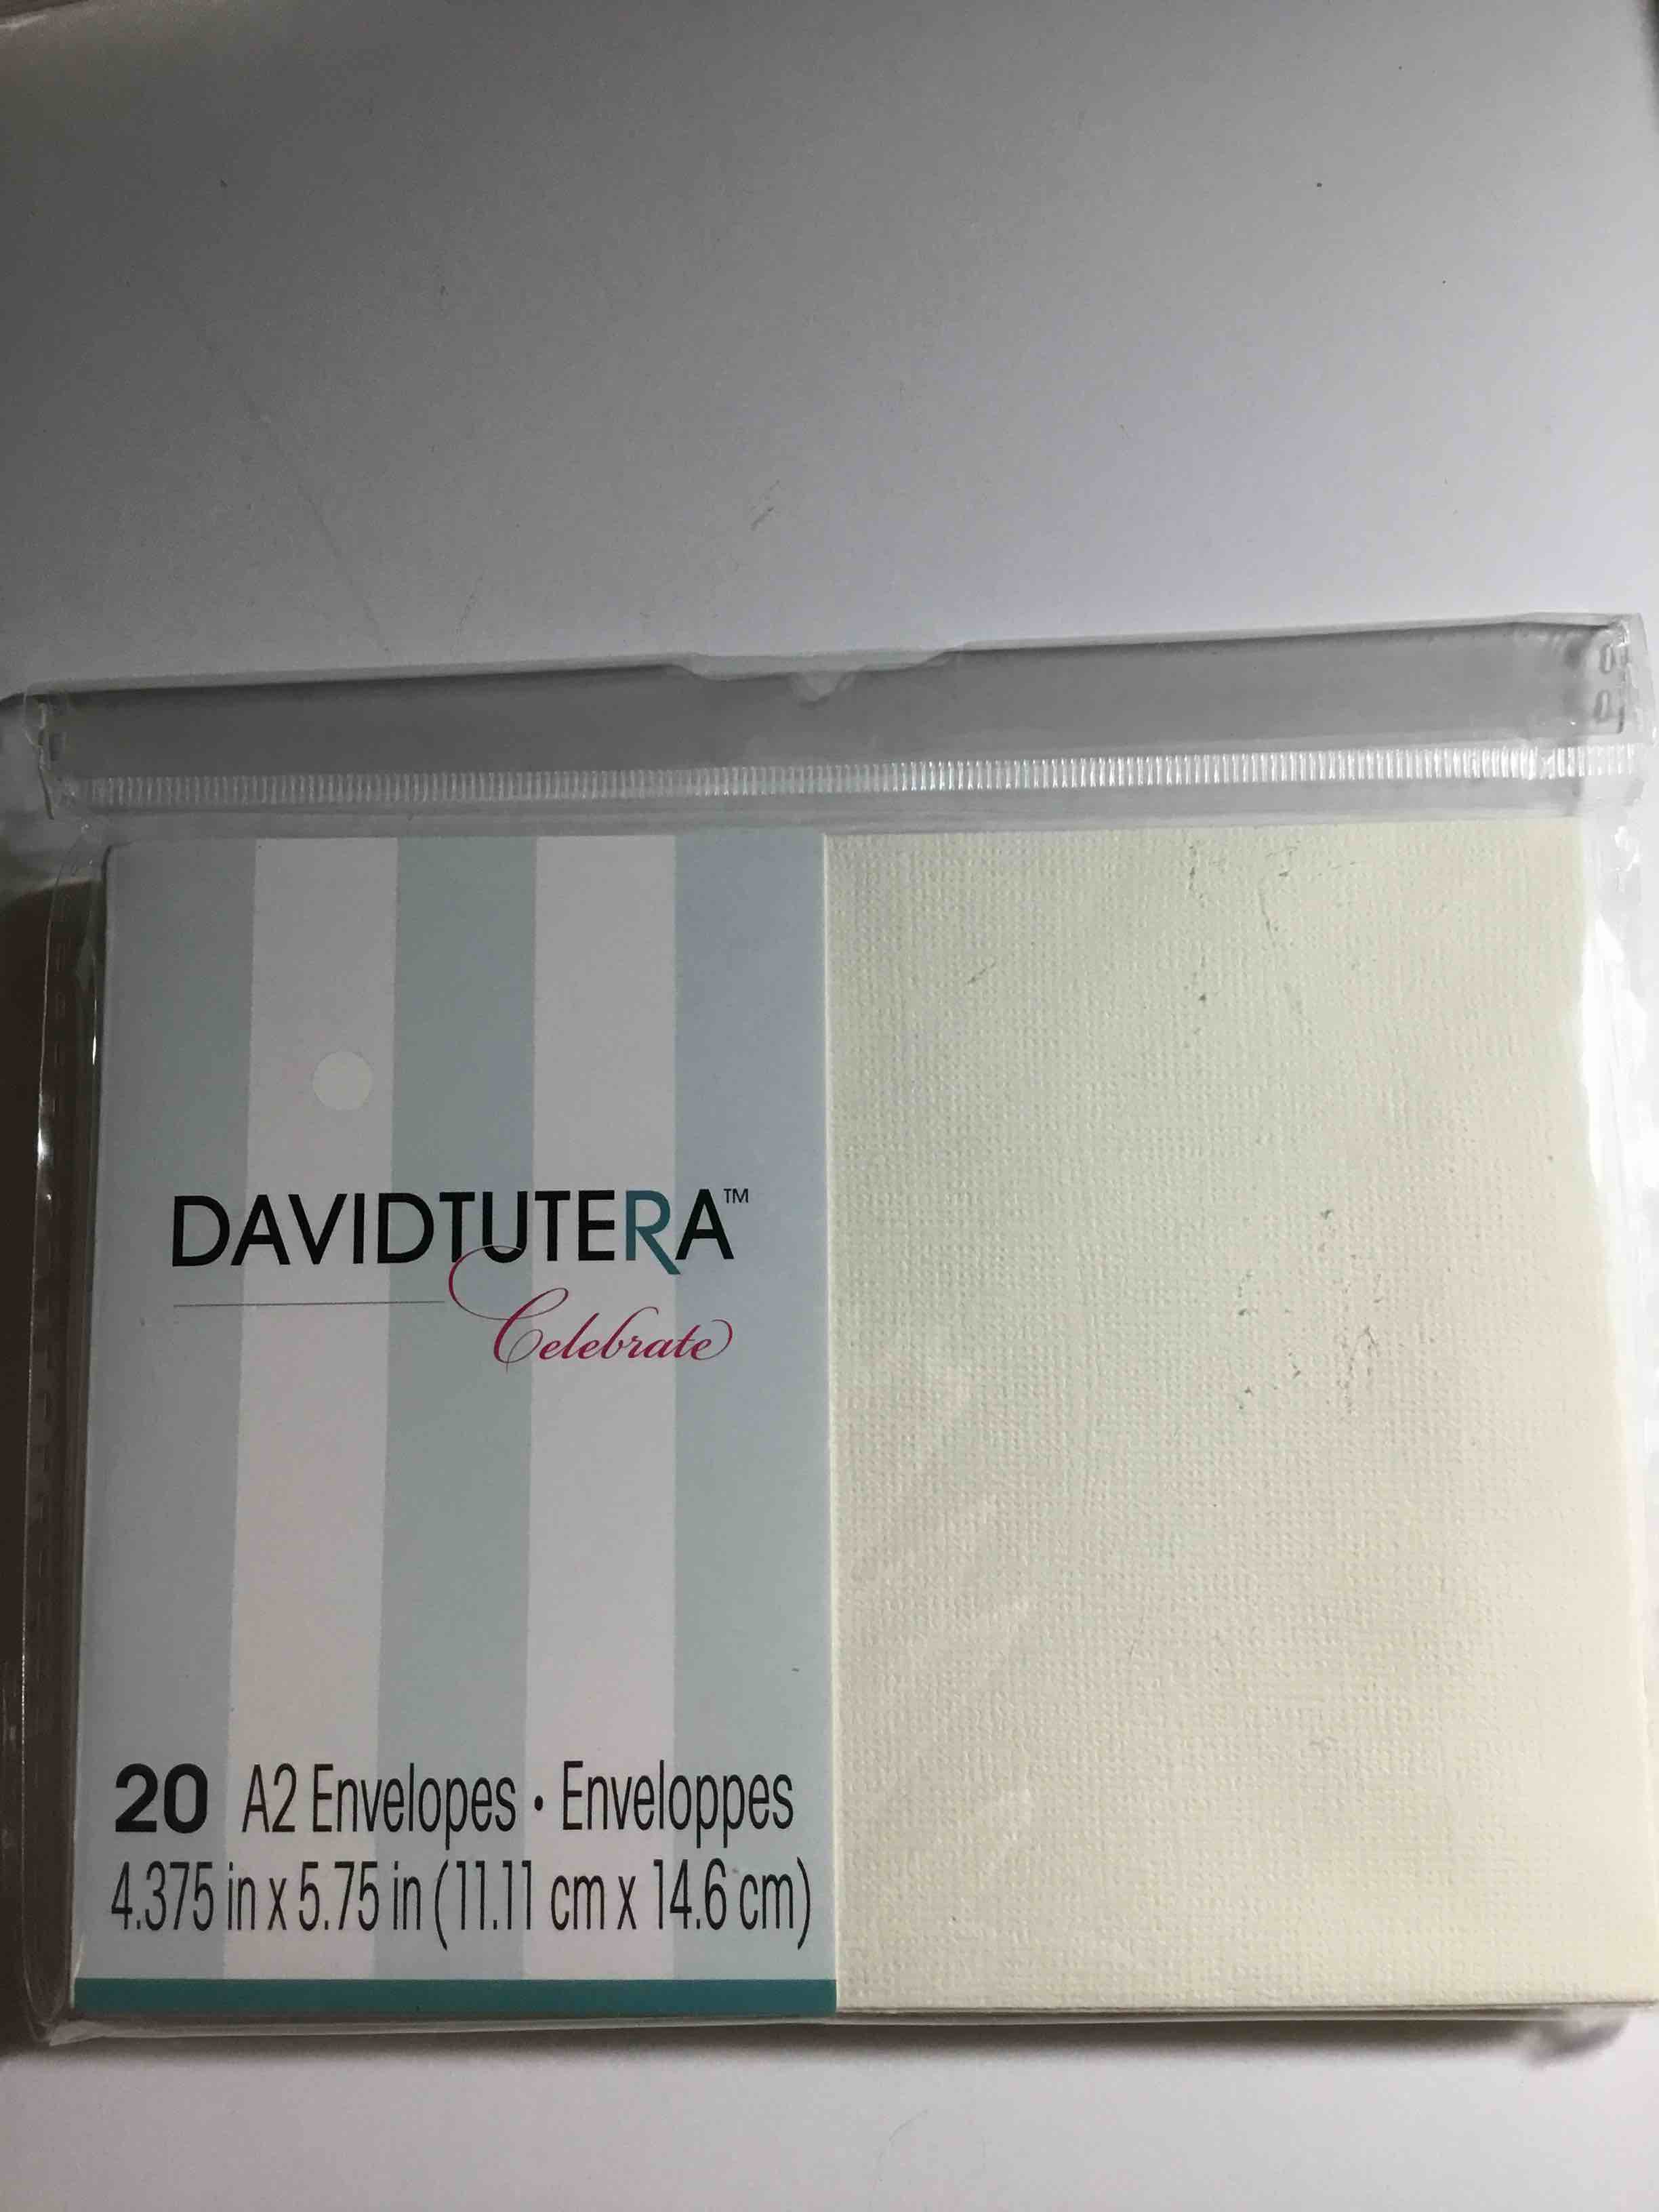 DAVIDTUTERA™
Celebrate
20 A2 Envelopes • Enveloppes
4.375 in x 5.75 in (11.11 cm x 14.6 cm)